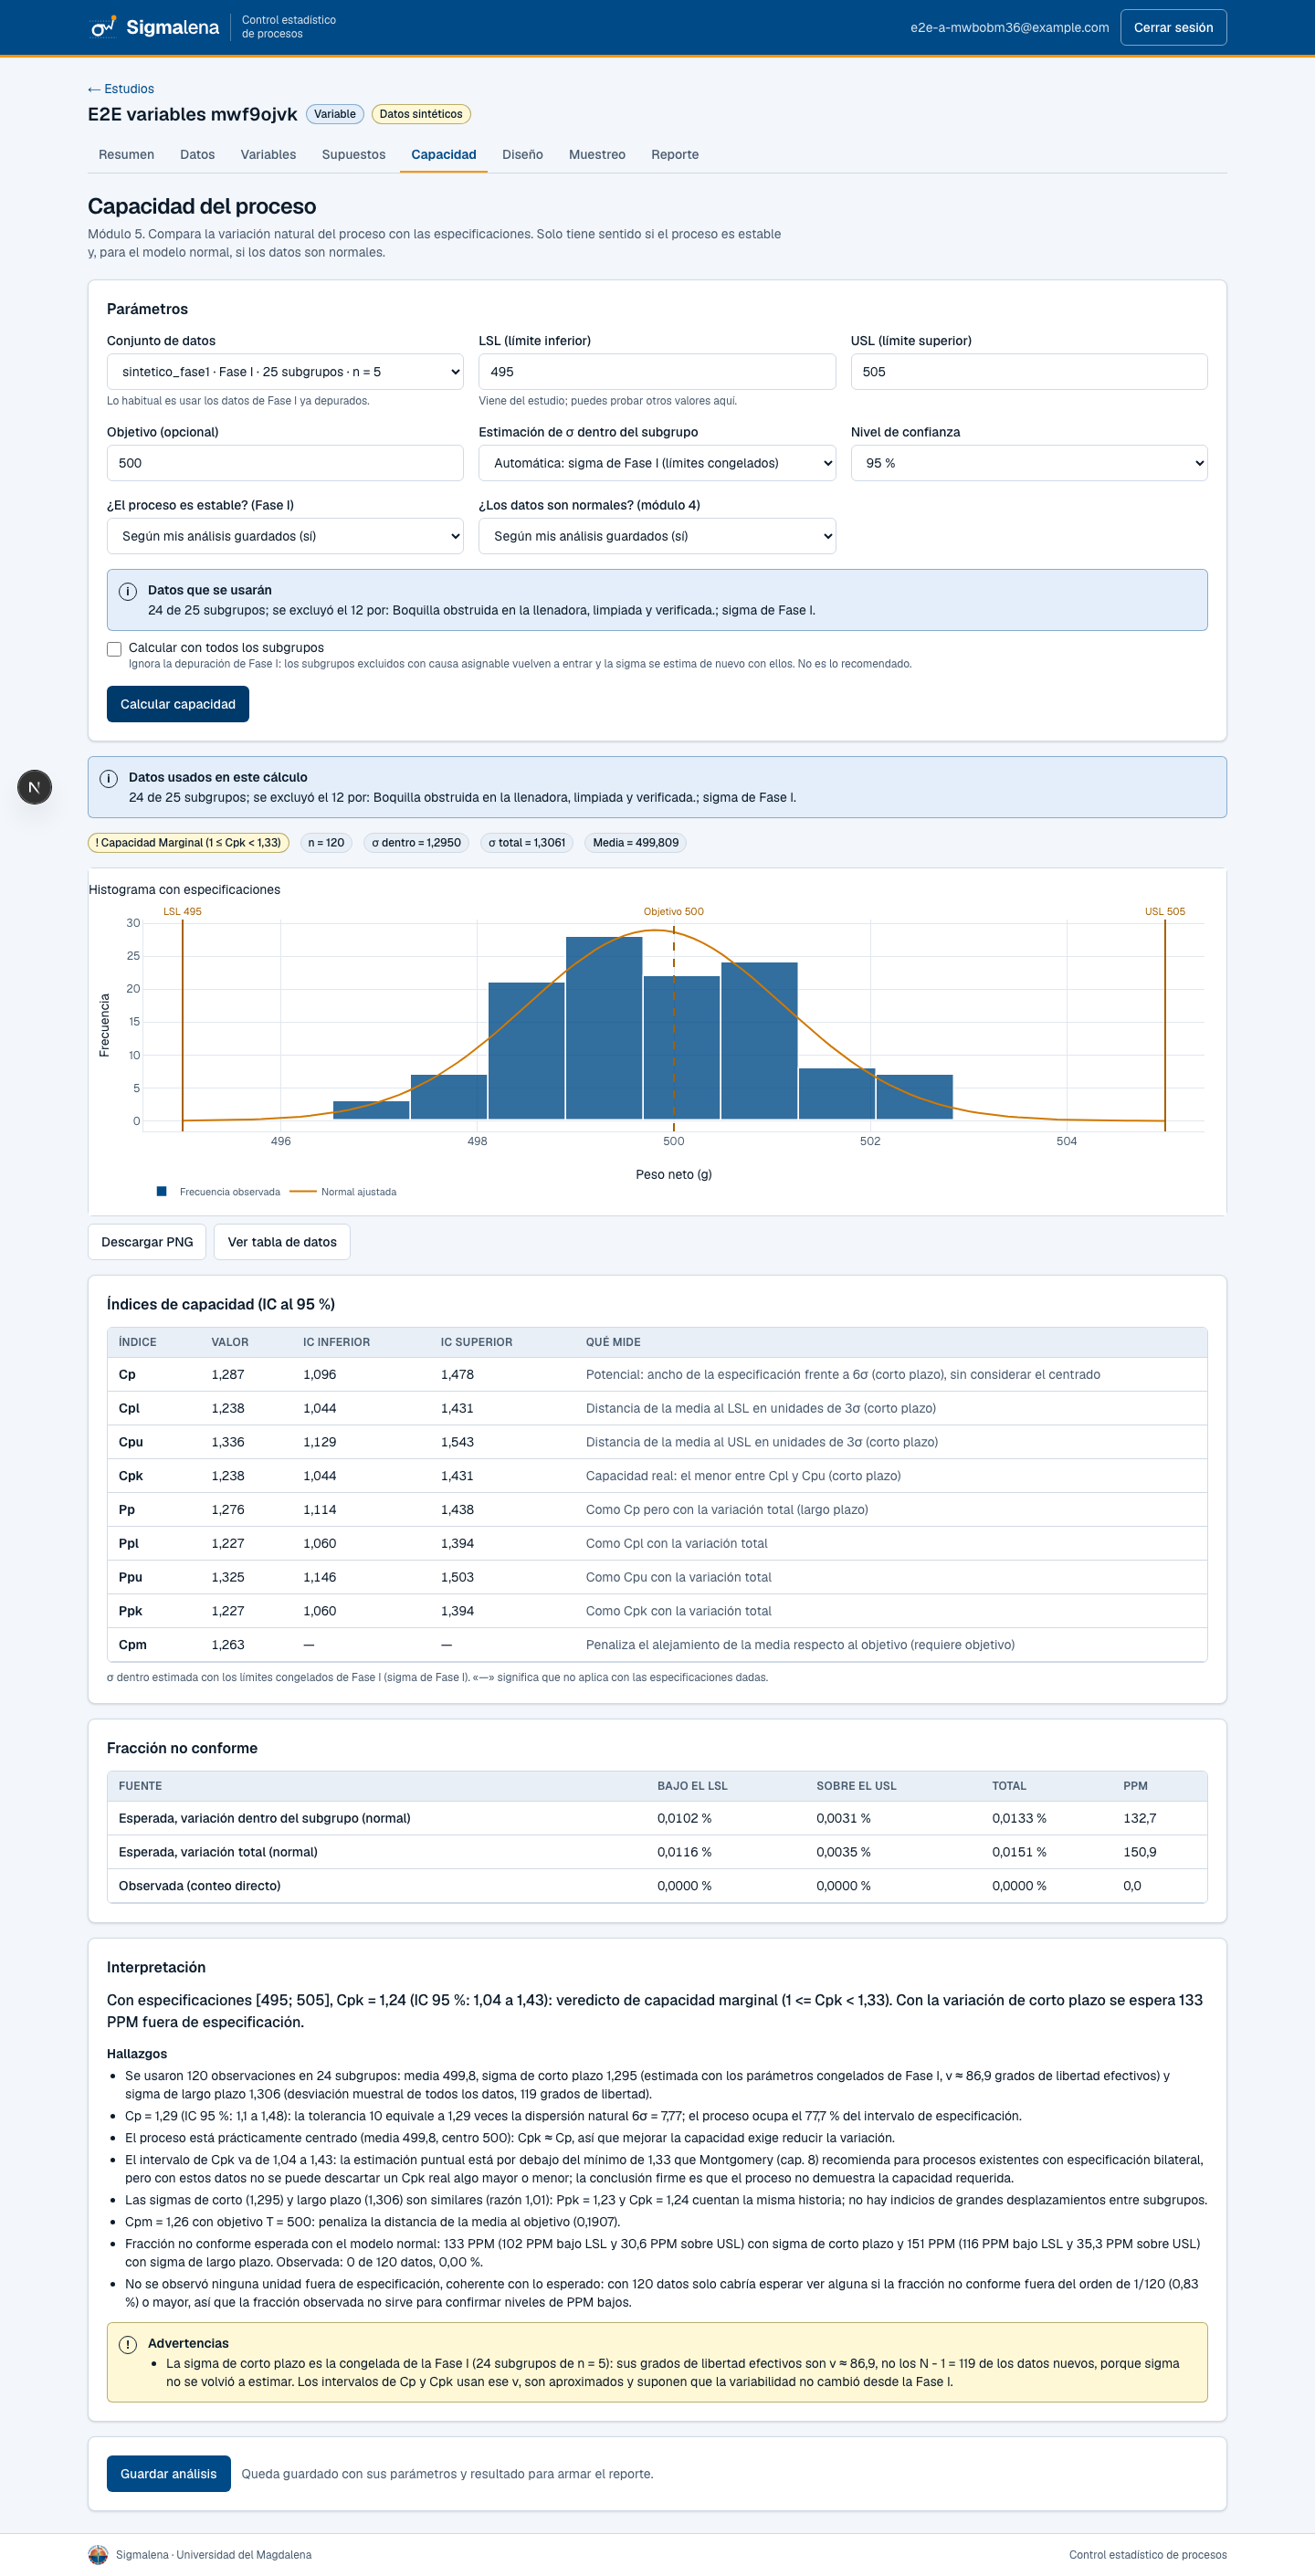 Sigmalena
Control estadístico
de procesos
e2e-a-mwbobm36@example.com
Cerrar sesión
← Estudios
E2E variables mwf9ojvk
Variable
Datos sintéticos
Resumen
Datos
Variables
Supuestos
Capacidad
Diseño
Muestreo
Reporte
Capacidad del proceso
Módulo 5. Compara la variación natural del proceso con las especificaciones. Solo tiene sentido si el proceso es estable
y, para el modelo normal, si los datos son normales.
Parámetros
Conjunto de datos
LSL (límite inferior)
USL (límite superior)
sintetico_fase1 · Fase I · 25 subgrupos · n = 5
495
505
Lo habitual es usar los datos de Fase I ya depurados.
Viene del estudio; puedes probar otros valores aquí.
Objetivo (opcional)
Estimación de σ dentro del subgrupo
Nivel de confianza
500
Automática: sigma de Fase I (límites congelados)
95 %
¿El proceso es estable? (Fase I)
¿Los datos son normales? (módulo 4)
Según mis análisis guardados (sí)
Según mis análisis guardados (sí)
Datos que se usarán
24 de 25 subgrupos; se excluyó el 12 por: Boquilla obstruida en la llenadora, limpiada y verificada.; sigma de Fase I.
Calcular con todos los subgrupos
Ignora la depuración de Fase I: los subgrupos excluidos con causa asignable vuelven a entrar y la sigma se estima de nuevo con ellos. No es lo recomendado.
Calcular capacidad
N
Datos usados en este cálculo
24 de 25 subgrupos; se excluyó el 12 por: Boquilla obstruida en la llenadora, limpiada y verificada.; sigma de Fase I.
! Capacidad Marginal (1 ≤ Cpk < 1,33)
n = 120
σ dentro = 1,2950
σ total = 1,3061
Media = 499,809
Histograma con especificaciones
LSL 495
Objetivo 500
USL 505
30
25
20
15
10
5
0
Frecuencia
496
498
500
502
504
Peso neto (g)
Frecuencia observada
Normal ajustada
Descargar PNG
Ver tabla de datos
Índices de capacidad (IC al 95 %)
ÍNDICE VALOR IC INFERIOR IC SUPERIOR QUÉ MIDE
Cp 1,287 1,096 1,478 Potencial: ancho de la especificación frente a 6σ (corto plazo), sin considerar el centrado
Cpl 1,238 1,044 1,431 Distancia de la media al LSL en unidades de 3σ (corto plazo)
Cpu 1,336 1,129 1,543 Distancia de la media al USL en unidades de 3σ (corto plazo)
Cpk 1,238 1,044 1,431 Capacidad real: el menor entre Cpl y Cpu (corto plazo)
Pp 1,276 1,114 1,438 Como Cp pero con la variación total (largo plazo)
Ppl 1,227 1,060 1,394 Como Cpl con la variación total
Ppu 1,325 1,146 1,503 Como Cpu con la variación total
Ppk 1,227 1,060 1,394 Como Cpk con la variación total
Cpm 1,263 — — Penaliza el alejamiento de la media respecto al objetivo (requiere objetivo)
σ dentro estimada con los límites congelados de Fase I (sigma de Fase I). «—» significa que no aplica con las especificaciones dadas.
Fracción no conforme
FUENTE BAJO EL LSL SOBRE EL USL TOTAL PPM
Esperada, variación dentro del subgrupo (normal) 0,0102 % 0,0031 % 0,0133 % 132,7
Esperada, variación total (normal) 0,0116 % 0,0035 % 0,0151 % 150,9
Observada (conteo directo) 0,0000 % 0,0000 % 0,0000 % 0,0
Interpretación
Con especificaciones [495; 505], Cpk = 1,24 (IC 95 %: 1,04 a 1,43): veredicto de capacidad marginal (1 <= Cpk < 1,33). Con la variación de corto plazo se espera 133
PPM fuera de especificación.
Hallazgos
• Se usaron 120 observaciones en 24 subgrupos: media 499,8, sigma de corto plazo 1,295 (estimada con los parámetros congelados de Fase I, ν ≈ 86,9 grados de libertad efectivos) y
sigma de largo plazo 1,306 (desviación muestral de todos los datos, 119 grados de libertad).
• Cp = 1,29 (IC 95 %: 1,1 a 1,48): la tolerancia 10 equivale a 1,29 veces la dispersión natural 6σ = 7,77; el proceso ocupa el 77,7 % del intervalo de especificación.
• El proceso está prácticamente centrado (media 499,8, centro 500): Cpk ≈ Cp, así que mejorar la capacidad exige reducir la variación.
• El intervalo de Cpk va de 1,04 a 1,43: la estimación puntual está por debajo del mínimo de 1,33 que Montgomery (cap. 8) recomienda para procesos existentes con especificación bilateral,
pero con estos datos no se puede descartar un Cpk real algo mayor o menor; la conclusión firme es que el proceso no demuestra la capacidad requerida.
• Las sigmas de corto (1,295) y largo plazo (1,306) son similares (razón 1,01): Ppk = 1,23 y Cpk = 1,24 cuentan la misma historia; no hay indicios de grandes desplazamientos entre subgrupos.
• Cpm = 1,26 con objetivo T = 500: penaliza la distancia de la media al objetivo (0,1907).
• Fracción no conforme esperada con el modelo normal: 133 PPM (102 PPM bajo LSL y 30,6 PPM sobre USL) con sigma de corto plazo y 151 PPM (116 PPM bajo LSL y 35,3 PPM sobre USL)
con sigma de largo plazo. Observada: 0 de 120 datos, 0,00 %.
• No se observó ninguna unidad fuera de especificación, coherente con lo esperado: con 120 datos solo cabría esperar ver alguna si la fracción no conforme fuera del orden de 1/120 (0,83
%) o mayor, así que la fracción observada no sirve para confirmar niveles de PPM bajos.
Advertencias
• La sigma de corto plazo es la congelada de la Fase I (24 subgrupos de n = 5): sus grados de libertad efectivos son ν ≈ 86,9, no los N - 1 = 119 de los datos nuevos, porque sigma
no se volvió a estimar. Los intervalos de Cp y Cpk usan ese ν, son aproximados y suponen que la variabilidad no cambió desde la Fase I.
Guardar análisis
Queda guardado con sus parámetros y resultado para armar el reporte.
Sigmalena · Universidad del Magdalena
Control estadístico de procesos